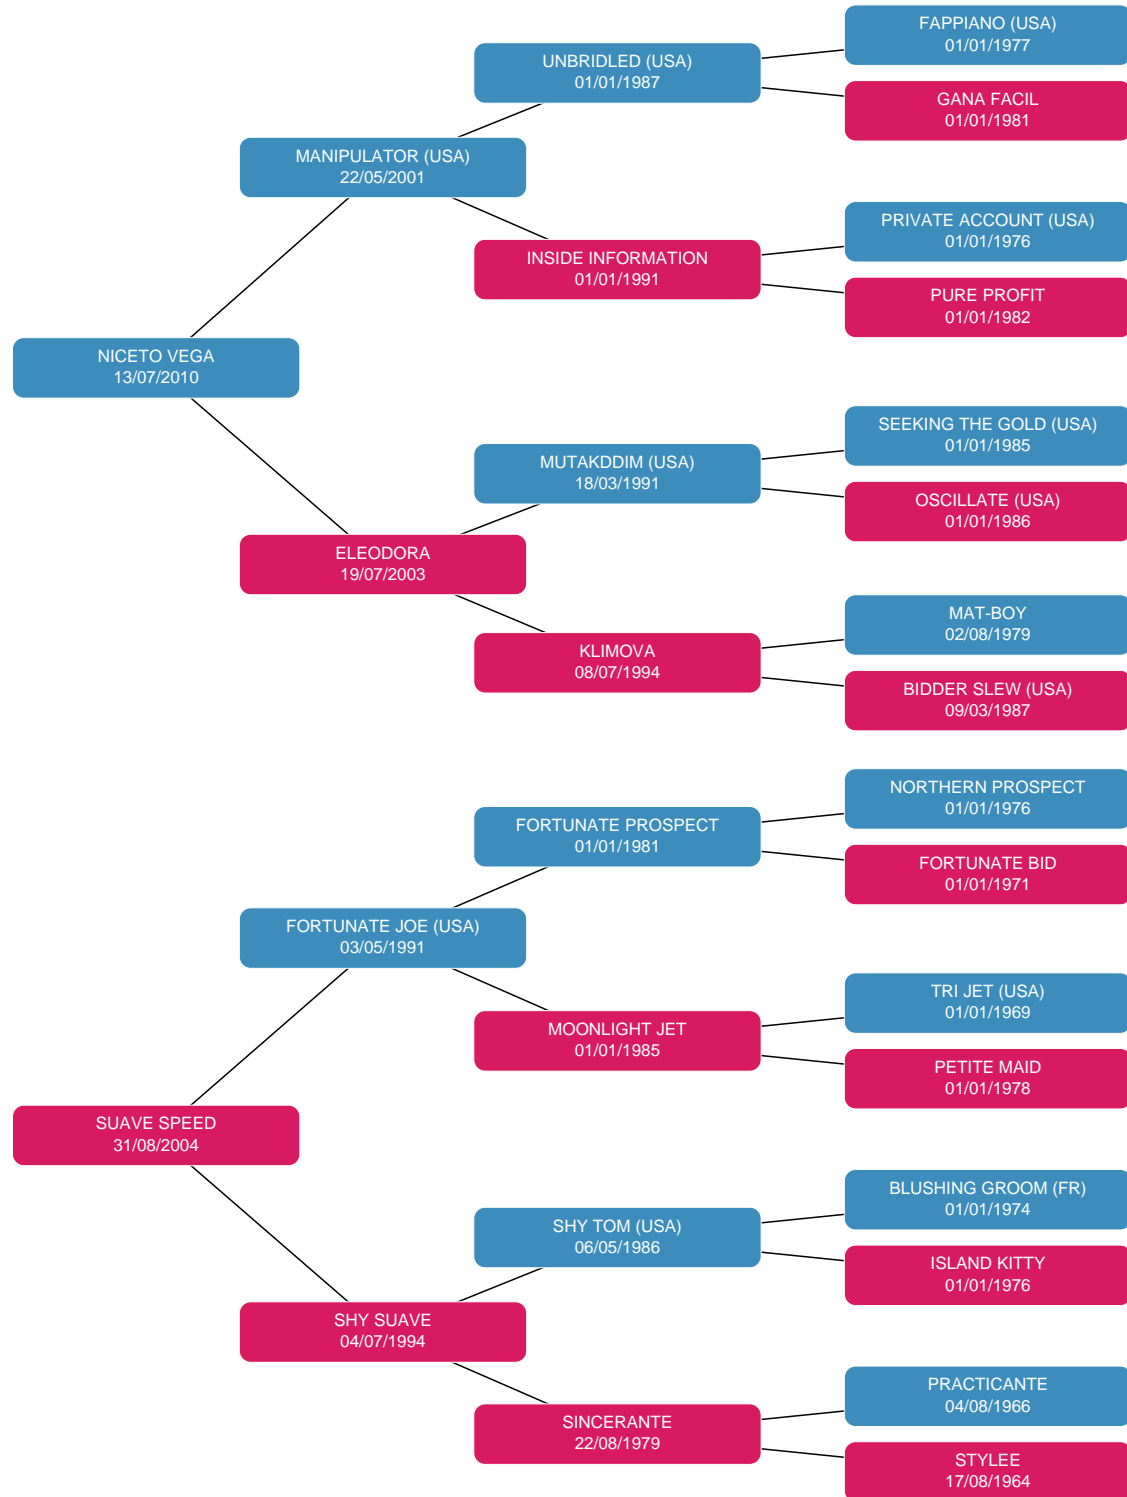 FAPPIANO (USA)
01/01/1977
UNBRIDLED (USA)
01/01/1987
GANA FACIL
01/01/1981
MANIPULATOR (USA)
22/05/2001
PRIVATE ACCOUNT (USA)
01/01/1976
INSIDE INFORMATION
01/01/1991
PURE PROFIT
01/01/1982
NICETO VEGA
13/07/2010
SEEKING THE GOLD (USA)
01/01/1985
MUTAKDDIM (USA)
18/03/1991
OSCILLATE (USA)
01/01/1986
ELEODORA
19/07/2003
MAT-BOY
02/08/1979
KLIMOVA
08/07/1994
BIDDER SLEW (USA)
09/03/1987
NORTHERN PROSPECT
01/01/1976
FORTUNATE PROSPECT
01/01/1981
FORTUNATE BID
01/01/1971
FORTUNATE JOE (USA)
03/05/1991
TRI JET (USA)
01/01/1969
MOONLIGHT JET
01/01/1985
PETITE MAID
01/01/1978
SUAVE SPEED
31/08/2004
BLUSHING GROOM (FR)
01/01/1974
SHY TOM (USA)
06/05/1986
ISLAND KITTY
01/01/1976
SHY SUAVE
04/07/1994
PRACTICANTE
04/08/1966
SINCERANTE
22/08/1979
STYLEE
17/08/1964